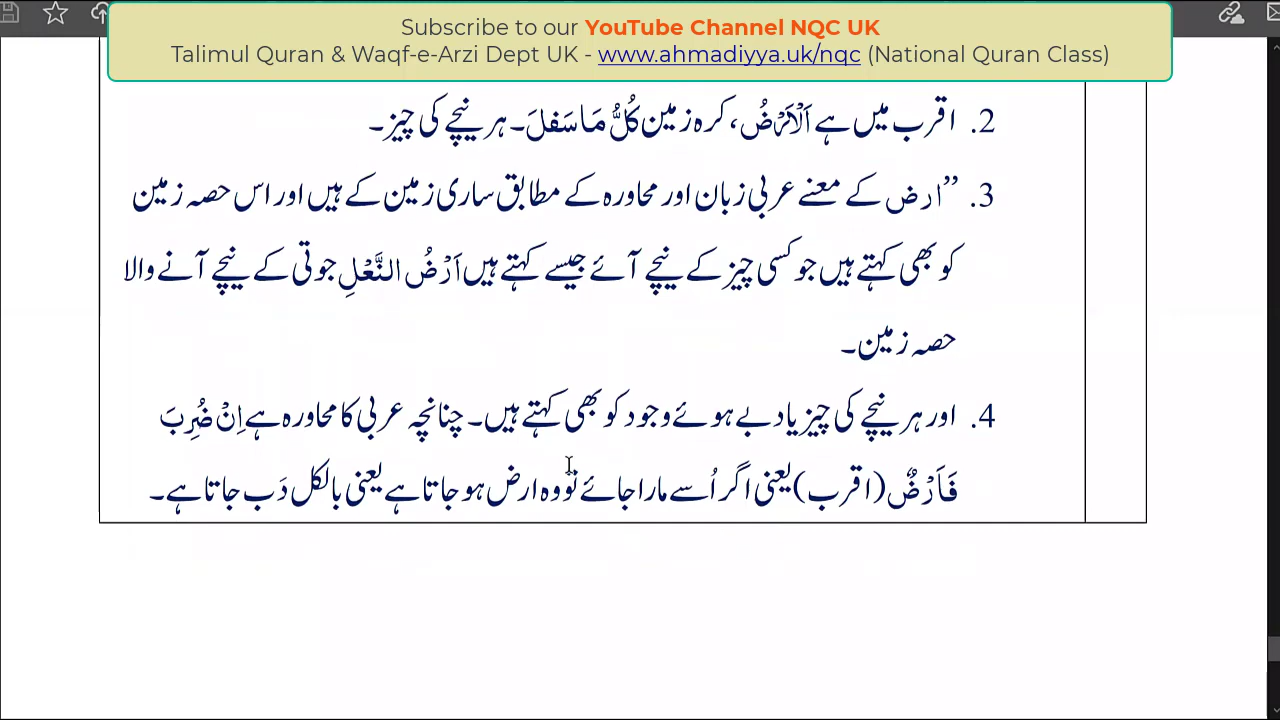 Subscribe to our YouTube Channel NQC UK
Talimul Quran & Waqf-e-Arzi Dept UK - www.ahmadiyya.uk/nqc (National Quran Class)
2. اقرب میں ہے اَلْاَرْضُ، کرہ زمین کُلُّ مَا سَفلَ۔ ہر نیچے کی چیز۔
3. ”ارض کے معنے عربی زبان اور محاورہ کے مطابق ساری زمین کے ہیں اور اس حصہ زمین
کو بھی کہتے ہیں جو کسی چیز کے نیچے آئے جیسے کہتے ہیں اَرْضُ النَّعْلِ جوتی کے نیچے آنے والا
حصہ زمین۔
4. اور ہر نیچے کی چیز یا دبے ہوئے وجود کو بھی کہتے ہیں۔ چنانچہ عربی کا محاورہ ہے اِنْ ضُرِبَ
فَاَرْضٌ (اقرب) یعنی اگر اُسے مارا جائے تو وہ ارض ہو جاتا ہے یعنی بالکل دَب جاتا ہے۔